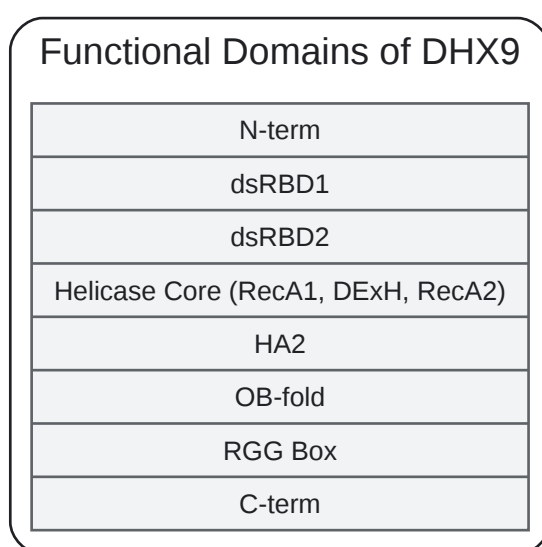 Functional Domains of DHX9
N-term
dsRBD1
dsRBD2
Helicase Core (RecA1, DExH, RecA2)
HA2
OB-fold
RGG Box
C-term